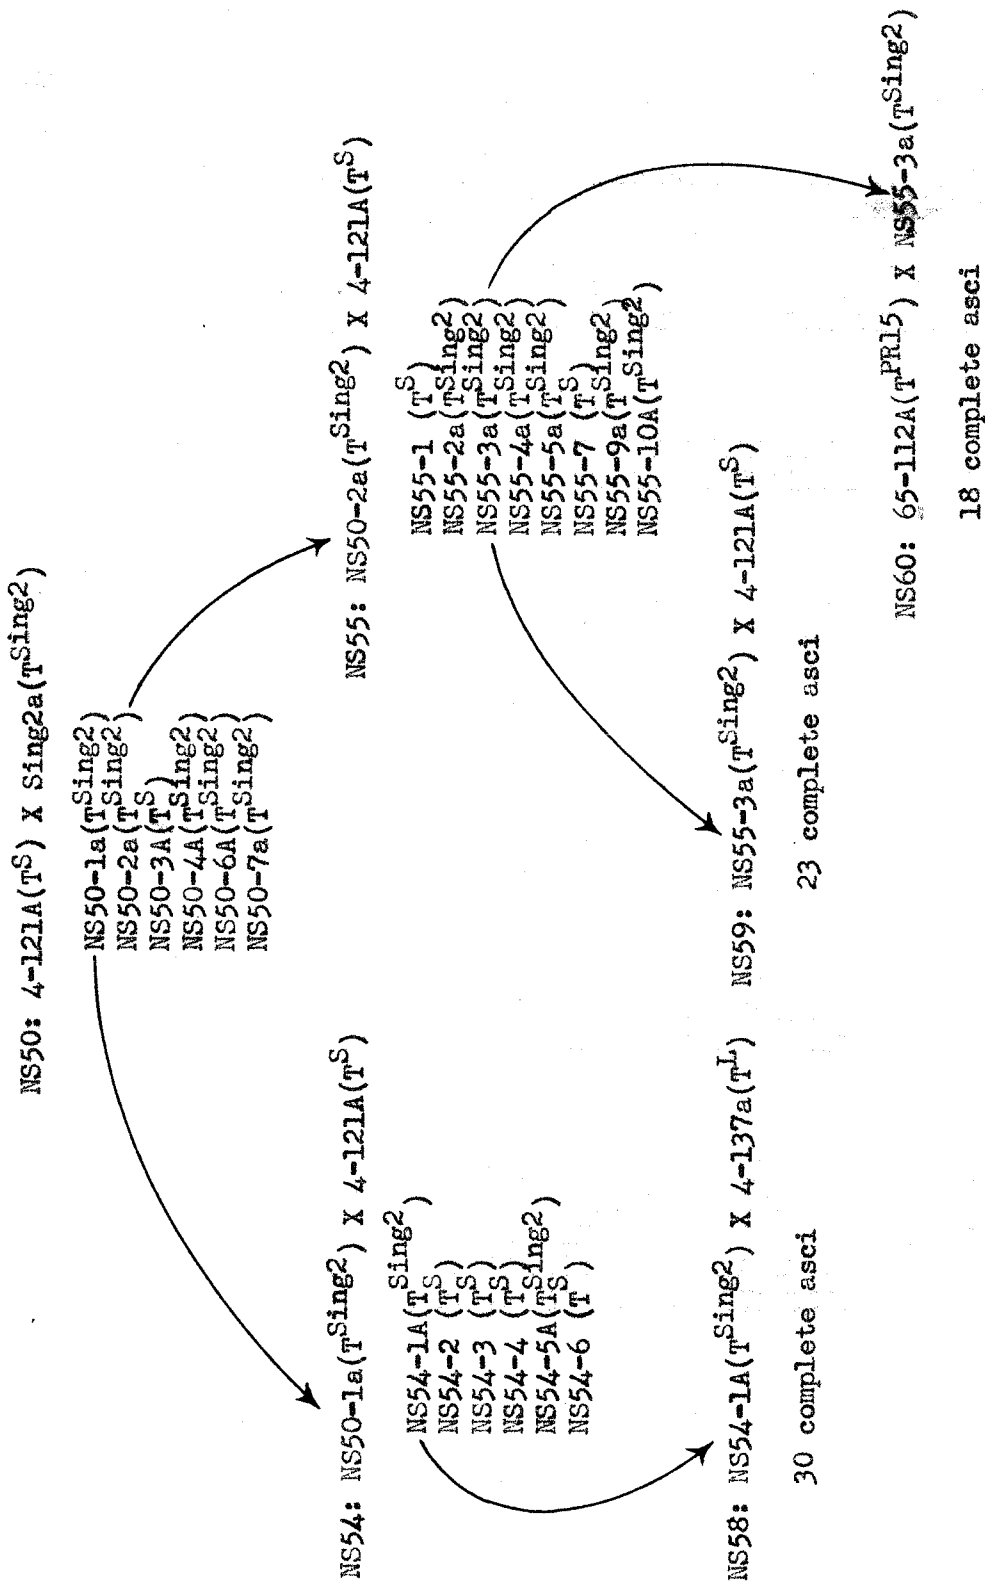 NS50: 4-121A(T^S) X Sing2a(T^Sing2)
NS50-1a(T^Sing2)
NS50-2a(T^Sing2)
NS50-3A(T^S)
NS50-4A(T^Sing2)
NS50-6A(T^Sing2)
NS50-7a(T^Sing2)
NS54: NS50-1a(T^Sing2) X 4-121A(T^S)
NS54-1A(T^Sing2)
NS54-2 (T^S)
NS54-3 (T^S)
NS54-4 (T^S)
NS54-5A(T^Sing2)
NS54-6 (T^S)
NS55: NS50-2a(T^Sing2) X 4-121A(T^S)
NS55-1 (T^S)
NS55-2a(T^Sing2)
NS55-3a(T^Sing2)
NS55-4a(T^Sing2)
NS55-5a(T^Sing2)
NS55-7 (T^S)
NS55-9a(T^Sing2)
NS55-10A(T^Sing2)
NS58: NS54-1A(T^Sing2) X 4-137a(T^L)
30 complete asci
NS59: NS55-3a(T^Sing2) X 4-121A(T^S)
23 complete asci
NS60: 65-112A(T^PR15) X NS55-3a(T^Sing2)
18 complete asci